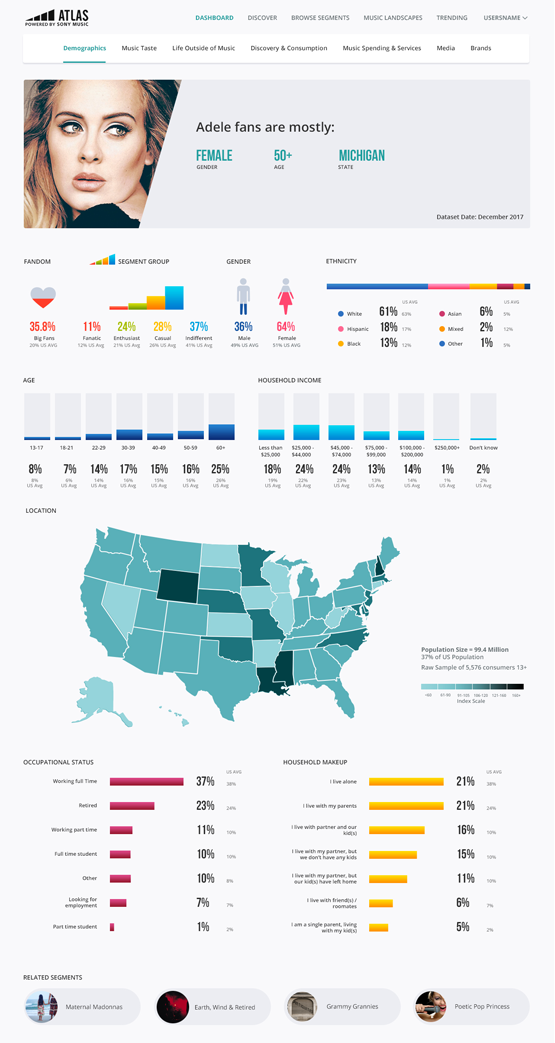 ATLAS
POWERED BY SONY MUSIC
DASHBOARD DISCOVER BROWSE SEGMENTS MUSIC LANDSCAPES TRENDING USERSNAME
Demographics Music Taste Life Outside of Music Discovery & Consumption Music Spending & Services Media Brands
Adele fans are mostly:
FEMALE 50+ MICHIGAN
GENDER AGE STATE
Dataset Date: December 2017
FANDOM SEGMENT GROUP GENDER ETHNICITY
US AVG US AVG
White 61% 63% Asian 6% 5%
Hispanic 18% 17% Mixed 2% 12%
Black 13% 12% Other 1% 5%
35.8% 11% 24% 28% 37% 36% 64%
Big Fans Fanatic Enthusiast Casual Indifferent Male Female
28% US AVG 12% US AVG 21% US AVG 26% US AVG 41% US AVG 49% US AVG 51% US AVG
AGE HOUSEHOLD INCOME
13-17 18-21 22-29 30-39 40-49 50-59 60+
8% 7% 14% 17% 15% 16% 25%
8% 6% 14% 16% 15% 16% 26%
US Avg US Avg US Avg US Avg US Avg US Avg US Avg
Less than $25,000 - $45,000 - $75,000 - $100,000 - $250,000+ Don't know
$25,000 $44,000 $74,000 $99,000 $200,000
18% 24% 24% 13% 14% 1% 2%
19% 22% 23% 13% 14% 1% 2%
US Avg US Avg US Avg US Avg US Avg US Avg US Avg
LOCATION
Population Size = 99.4 Million
37% of US Population
Raw Sample of 5,576 consumers 13+
Index Scale
OCCUPATIONAL STATUS HOUSEHOLD MAKEUP
US AVG US AVG
Working full Time 37% 38%
Retired 23% 24%
Working part time 11% 10%
Full time student 10% 10%
Other 10% 8%
Looking for
employment 7% 7%
Part time student 1% 2%
I live alone 21% 38%
I live with my parents 21% 24%
I live with partner and our
kid(s) 16% 10%
I live with my partner, but
we don't have any kids 15% 10%
I live with my partner, but
our kid(s) have left home 11% 10%
I live with friend(s) /
roomates 6% 7%
I am a single parent, living
with my kid(s) 5% 2%
RELATED SEGMENTS
Maternal Madonnas Earth, Wind & Retired Grammy Grannies Poetic Pop Princess